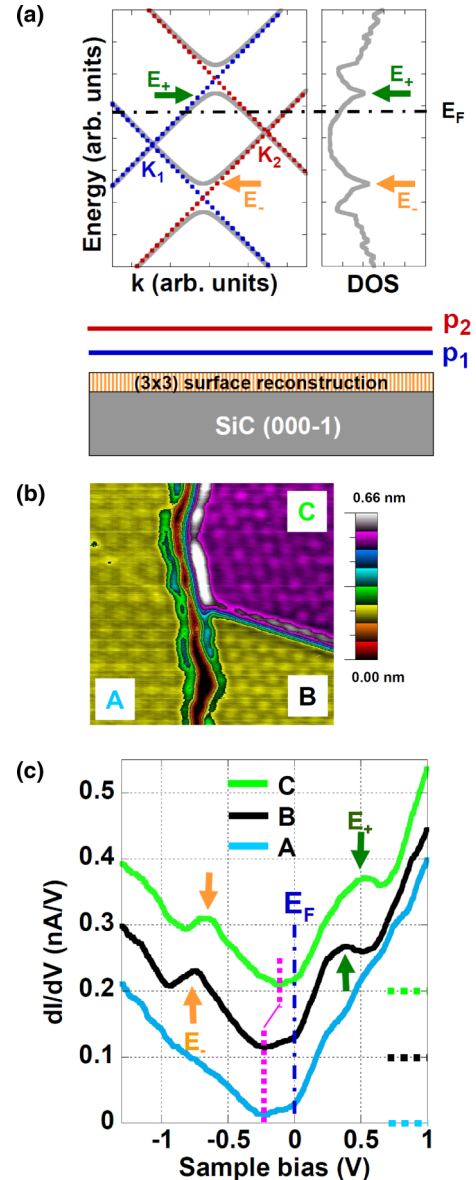 (a)
Energy (arb. units)
E+
E+
EF
K1
K2
E-
E-
k (arb. units)
DOS
p2
p1
(3x3) surface reconstruction
SiC (000-1)
(b)
C
0.66 nm
A
B
0.00 nm
(c)
dI/dV (nA/V)
0.5
0.4
0.3
0.2
0.1
0
C
B
A
E+
EF
E-
-1
-0.5
0
0.5
1
Sample bias (V)